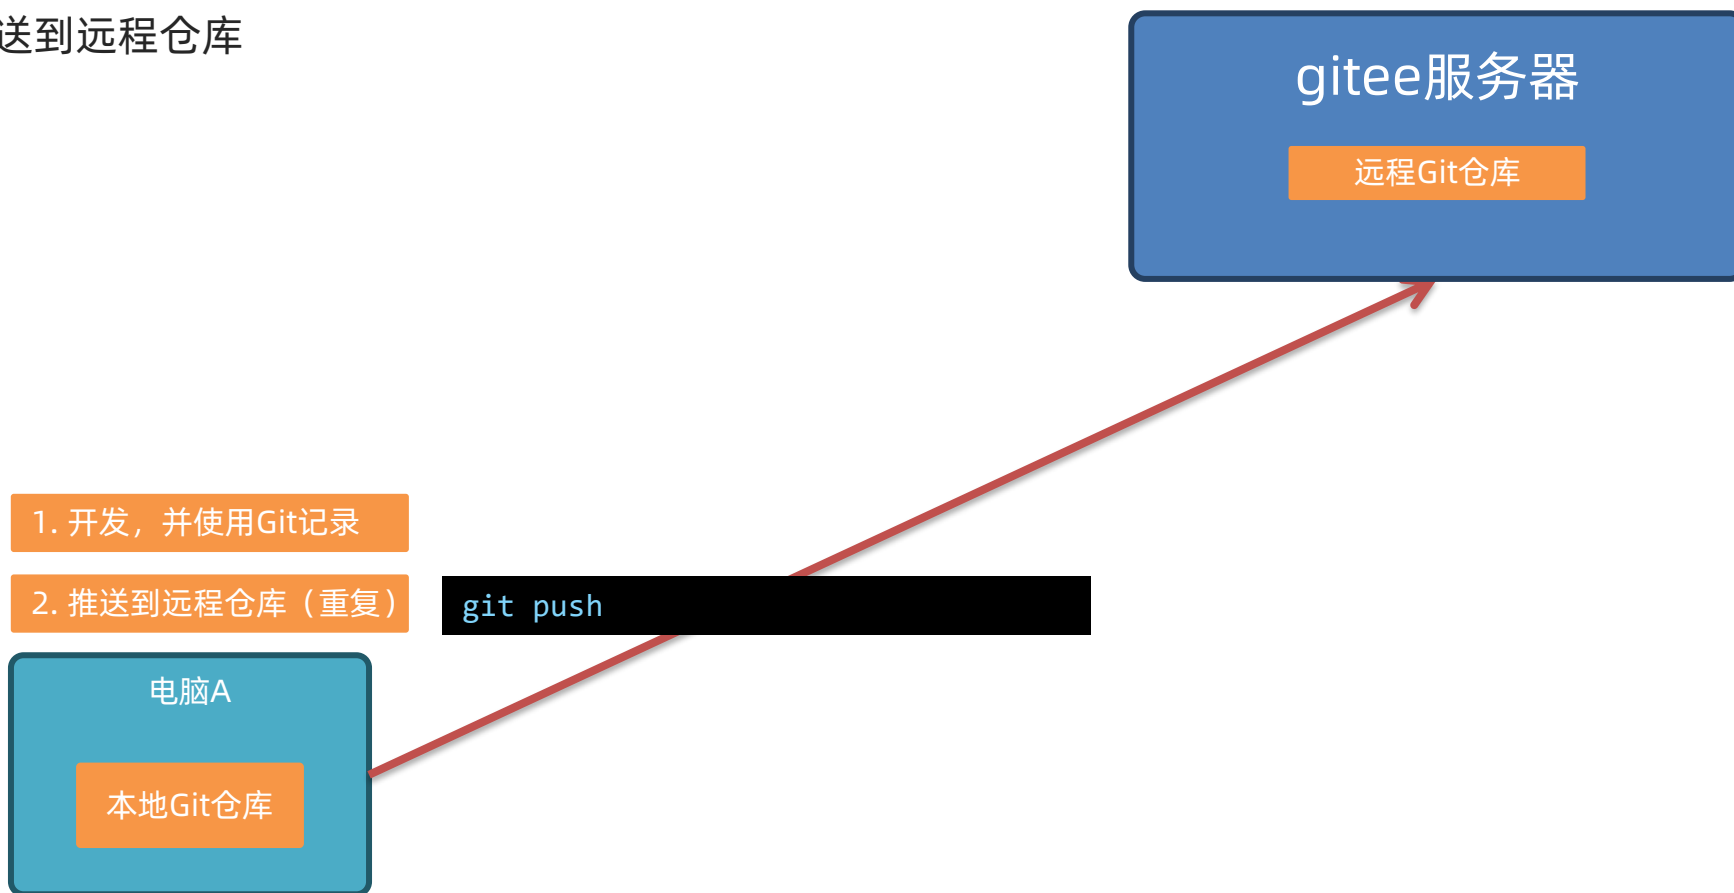 送到远程仓库
gitee服务器
远程Git仓库
1. 开发，并使用Git记录
2. 推送到远程仓库（重复）
git push
电脑A
本地Git仓库